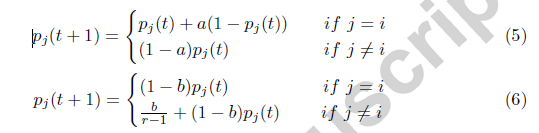 p_j(t + 1) = { p_j(t) + a(1 − p_j(t))   if j = i
(1 − a)p_j(t)   if j ≠ i   (5)
p_j(t + 1) = { (1 − b)p_j(t)   if j = i
b/(r−1) + (1 − b)p_j(t)   if j ≠ i   (6)
uscrip